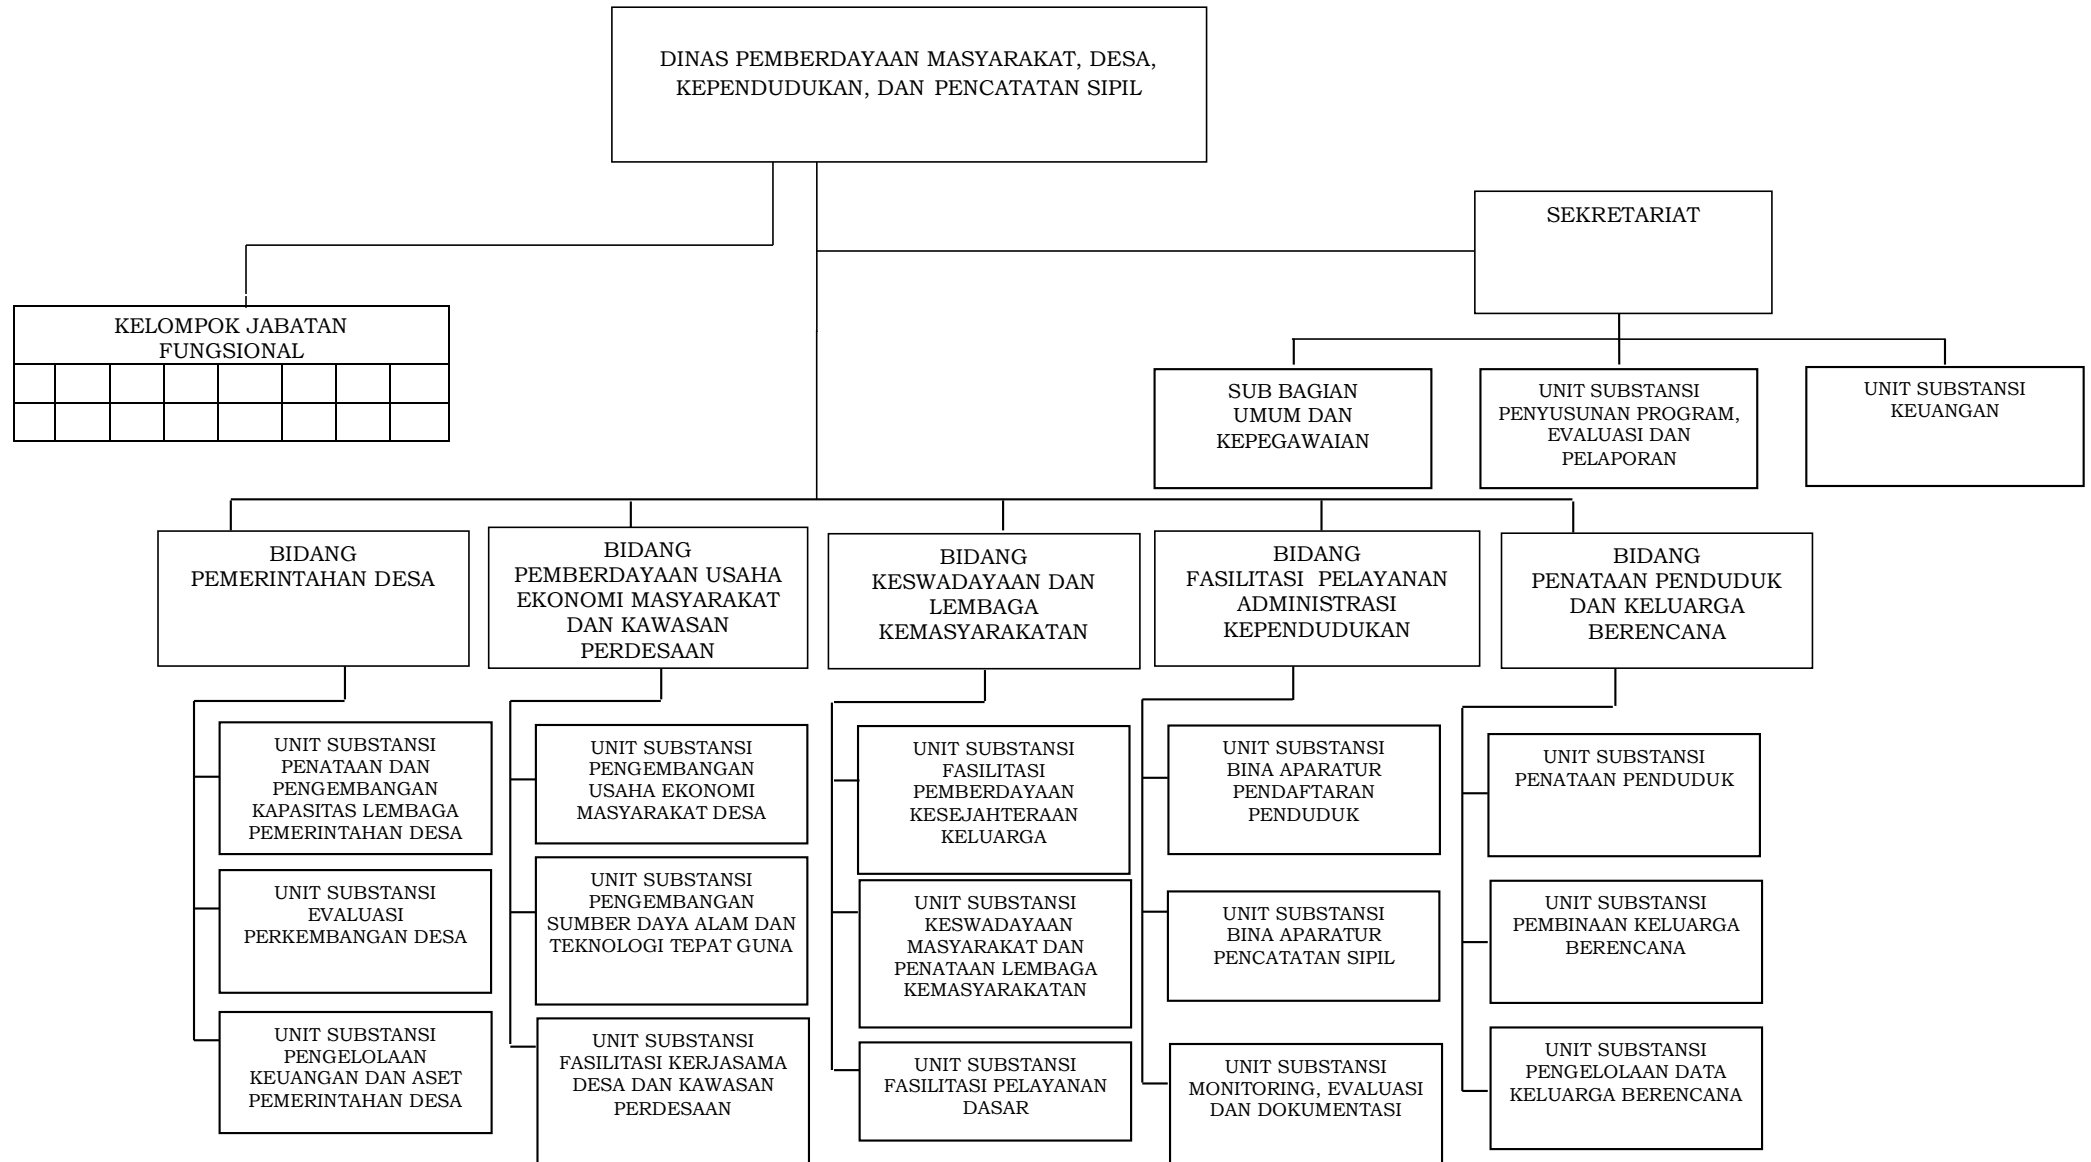 DINAS PEMBERDAYAAN MASYARAKAT, DESA,
KEPENDUDUKAN, DAN PENCATATAN SIPIL
SEKRETARIAT
KELOMPOK JABATAN
FUNGSIONAL
SUB BAGIAN
UMUM DAN
KEPEGAWAIAN
UNIT SUBSTANSI
PENYUSUNAN PROGRAM,
EVALUASI DAN
PELAPORAN
UNIT SUBSTANSI
KEUANGAN
BIDANG
PEMERINTAHAN DESA
BIDANG
PEMBERDAYAAN USAHA
EKONOMI MASYARAKAT
DAN KAWASAN
PERDESAAN
BIDANG
KESWADAYAAN DAN
LEMBAGA
KEMASYARAKATAN
BIDANG
FASILITASI PELAYANAN
ADMINISTRASI
KEPENDUDUKAN
BIDANG
PENATAAN PENDUDUK
DAN KELUARGA
BERENCANA
UNIT SUBSTANSI
PENATAAN DAN
PENGEMBANGAN
KAPASITAS LEMBAGA
PEMERINTAHAN DESA
UNIT SUBSTANSI
EVALUASI
PERKEMBANGAN DESA
UNIT SUBSTANSI
PENGELOLAAN
KEUANGAN DAN ASET
PEMERINTAHAN DESA
UNIT SUBSTANSI
PENGEMBANGAN
USAHA EKONOMI
MASYARAKAT DESA
UNIT SUBSTANSI
PENGEMBANGAN
SUMBER DAYA ALAM DAN
TEKNOLOGI TEPAT GUNA
UNIT SUBSTANSI
FASILITASI KERJASAMA
DESA DAN KAWASAN
PERDESAAN
UNIT SUBSTANSI
FASILITASI
PEMBERDAYAAN
KESEJAHTERAAN
KELUARGA
UNIT SUBSTANSI
KESWADAYAAN
MASYARAKAT DAN
PENATAAN LEMBAGA
KEMASYARAKATAN
UNIT SUBSTANSI
FASILITASI PELAYANAN
DASAR
UNIT SUBSTANSI
BINA APARATUR
PENDAFTARAN
PENDUDUK
UNIT SUBSTANSI
BINA APARATUR
PENCATATAN SIPIL
UNIT SUBSTANSI
MONITORING, EVALUASI
DAN DOKUMENTASI
UNIT SUBSTANSI
PENATAAN PENDUDUK
UNIT SUBSTANSI
PEMBINAAN KELUARGA
BERENCANA
UNIT SUBSTANSI
PENGELOLAAN DATA
KELUARGA BERENCANA